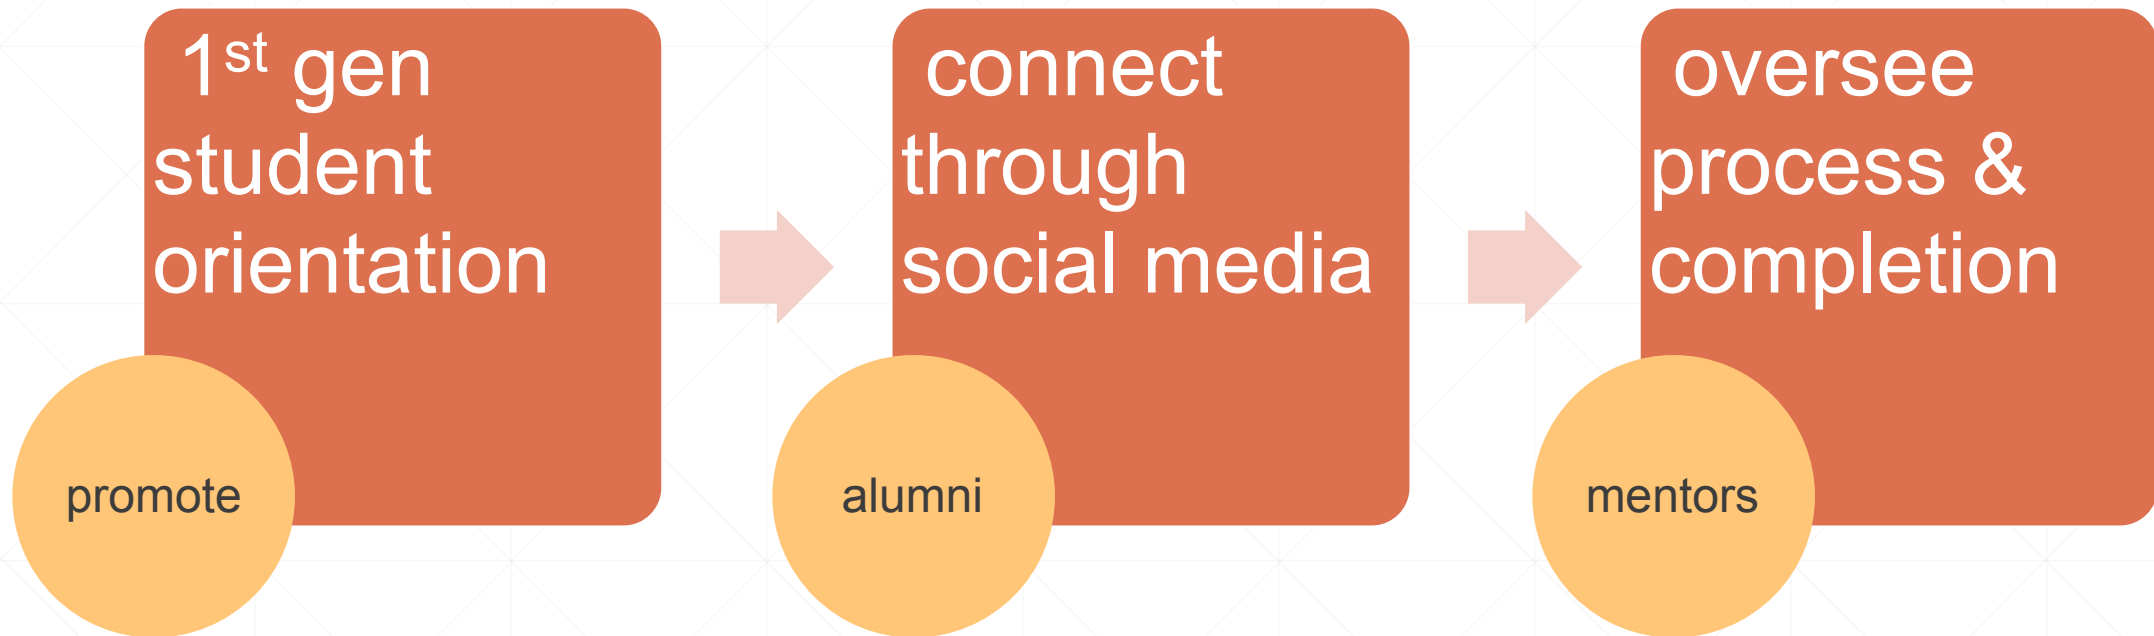 1st gen
student
orientation
promote
connect
through
social media
alumni
oversee
process &
completion
mentors